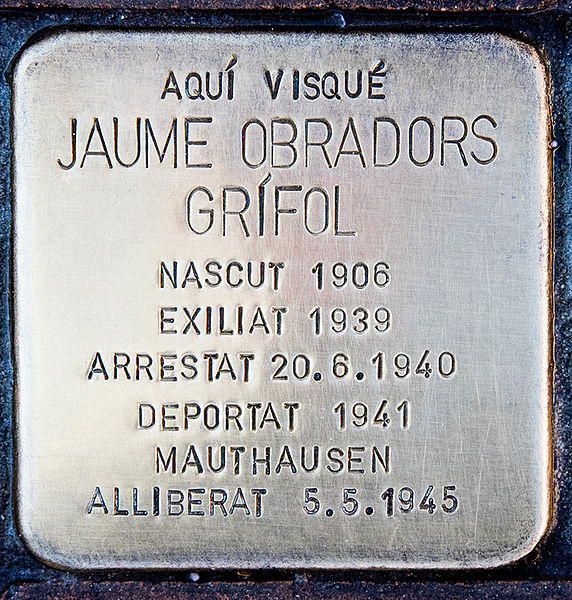 AQUÍ VISQUÉ
JAUME OBRADORS
GRÍFOL
NASCUT 1906
EXILIAT 1939
ARRESTAT 20.6.1940
DEPORTAT 1941
MAUTHAUSEN
ALLIBERAT 5.5.1945